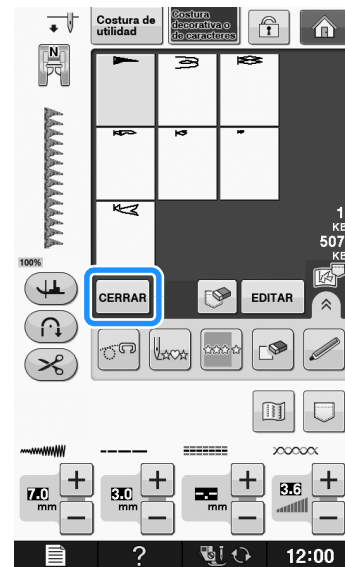 Costura de
utilidad
Costura
decorativa o
de caracteres
N
1
KB
507
KB
100%
CERRAR
EDITAR
7.0
mm
3.0
mm
mm
3.6
?
12:00